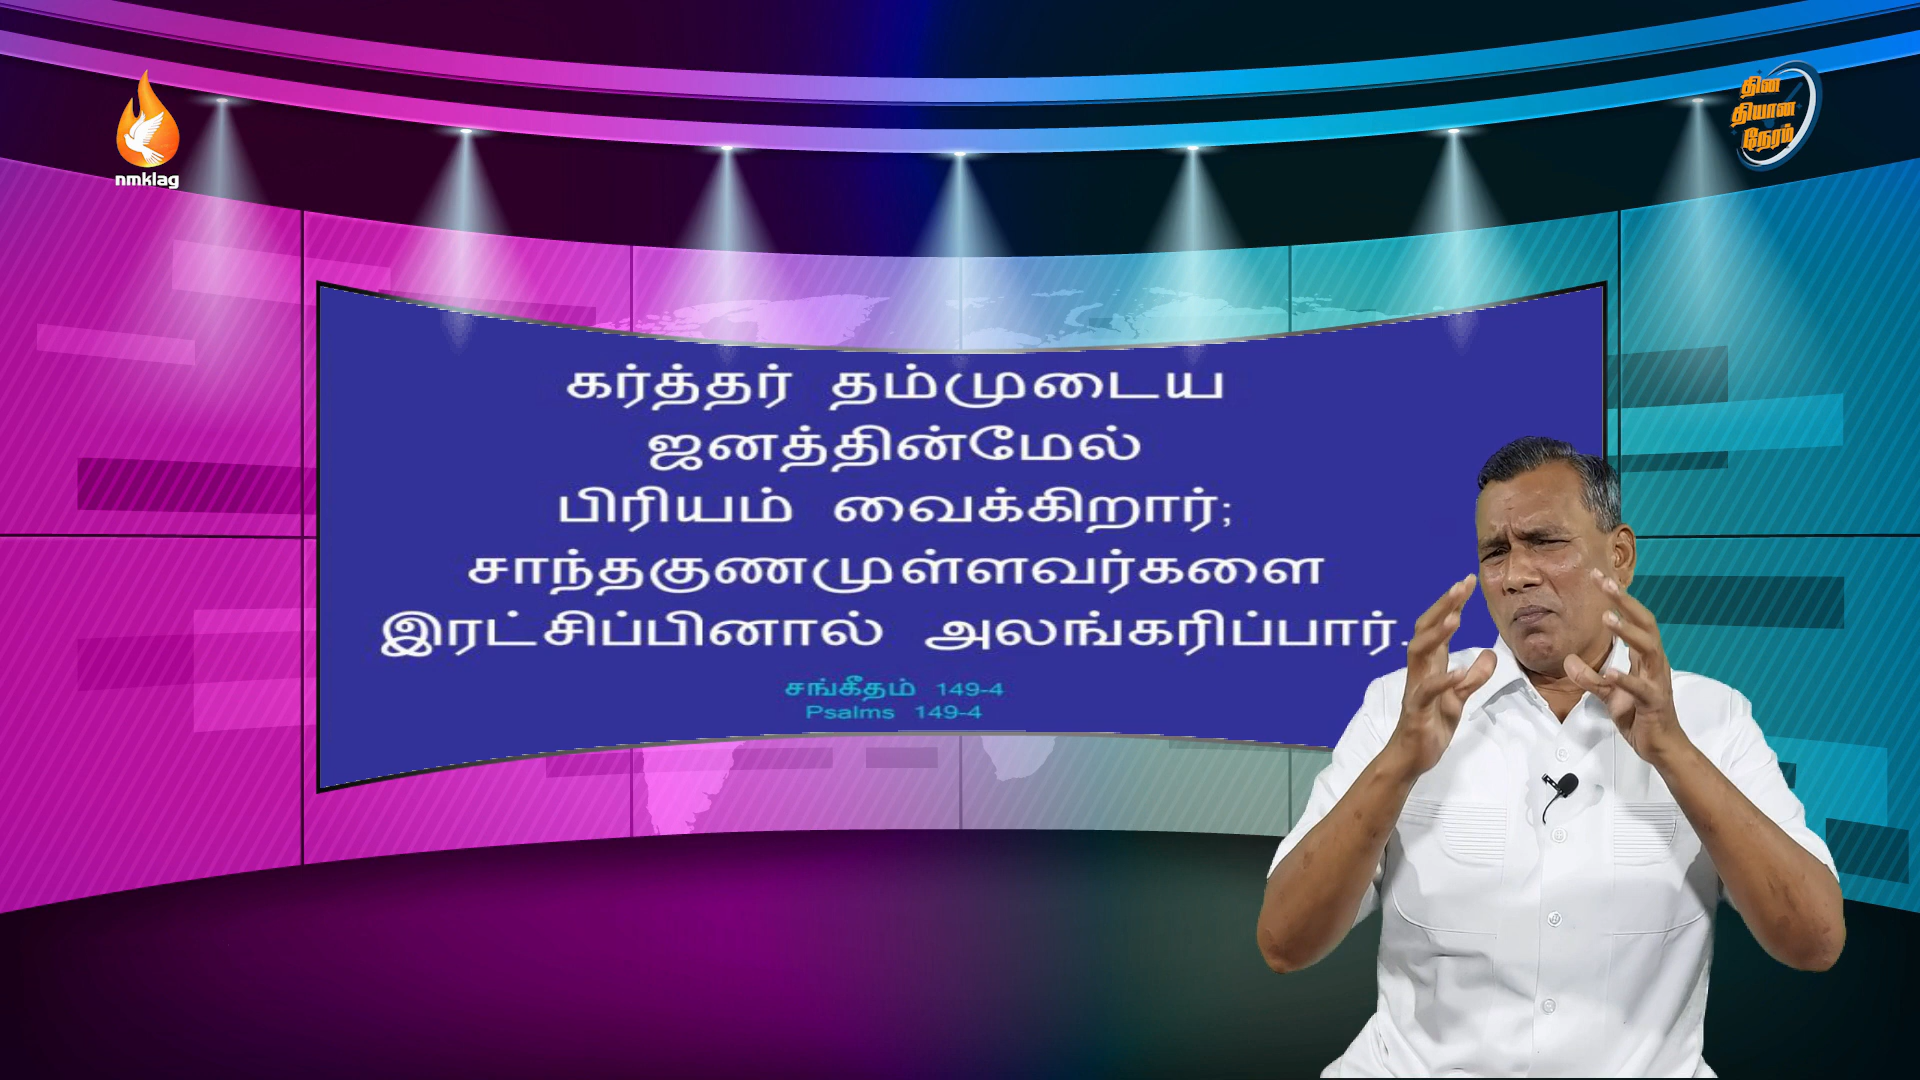 nmklag
தின
தியான
நேரம்
கர்த்தர் தம்முடைய
ஜனத்தின்மேல்
பிரியம் வைக்கிறார்;
சாந்தகுணமுள்ளவர்களை
இரட்சிப்பினால் அலங்கரிப்பார்.
சங்கீதம் 149-4
Psalms 149-4